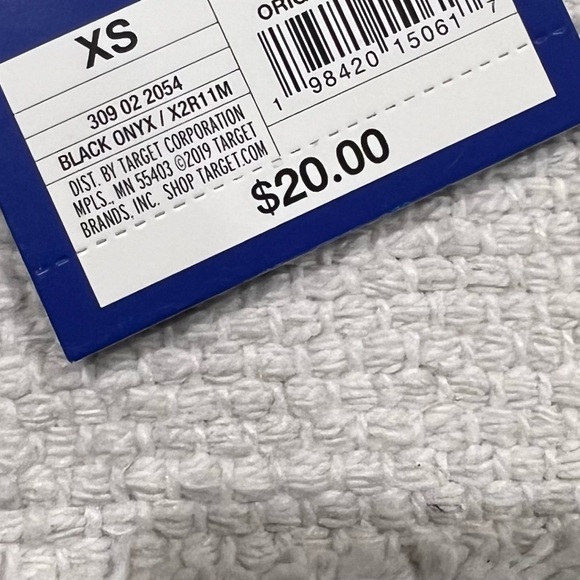 XS
309 02 2054
BLACK ONYX / X2R11M
DIST. BY TARGET CORPORATION
MPLS., MN 55403 ©2019 TARGET
BRANDS, INC. SHOP TARGET.COM
ORIG
1 98420 15061 7
$20.00